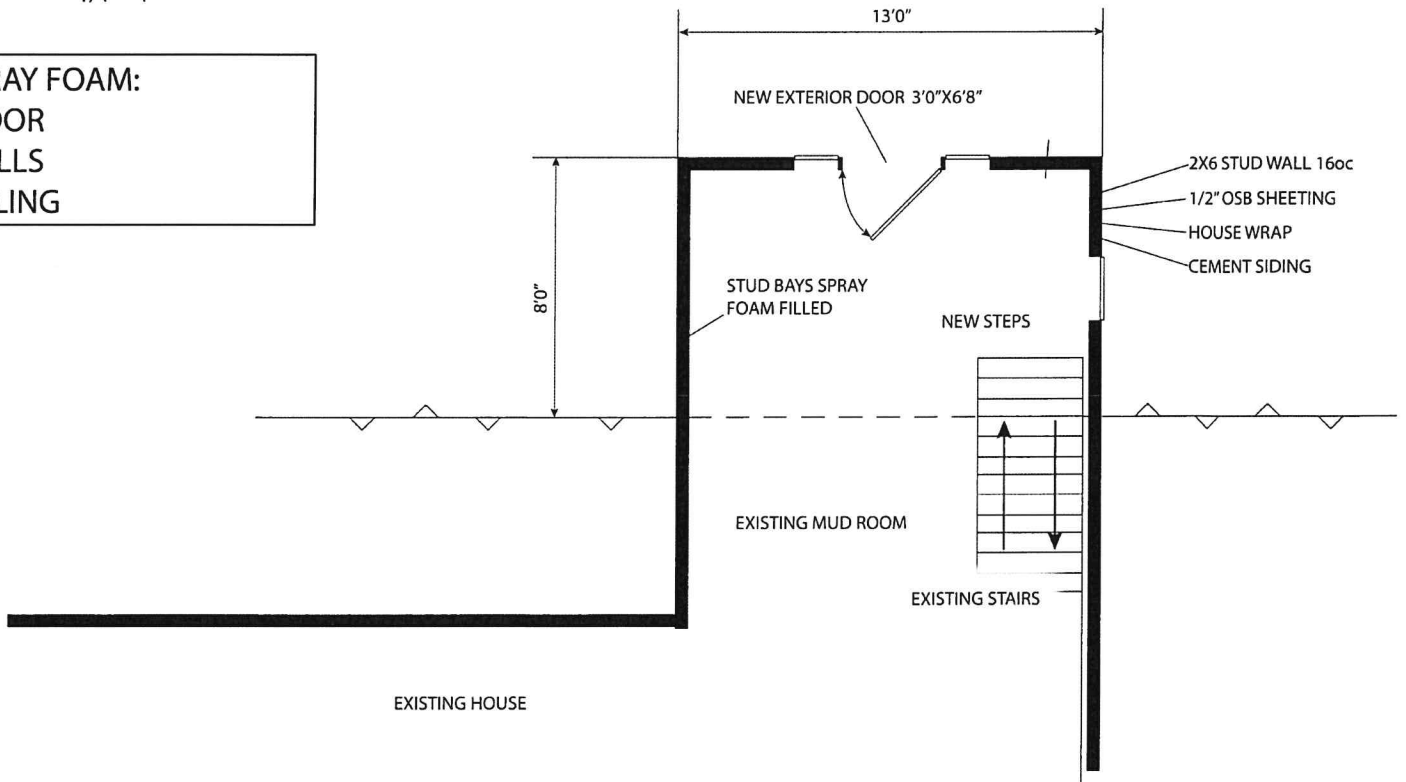 13'0"
AY FOAM:
OOR
LLS
LING
NEW EXTERIOR DOOR 3'0"X6'8"
2X6 STUD WALL 16oc
1/2" OSB SHEETING
HOUSE WRAP
CEMENT SIDING
8'0"
STUD BAYS SPRAY
FOAM FILLED
NEW STEPS
EXISTING MUD ROOM
EXISTING STAIRS
EXISTING HOUSE